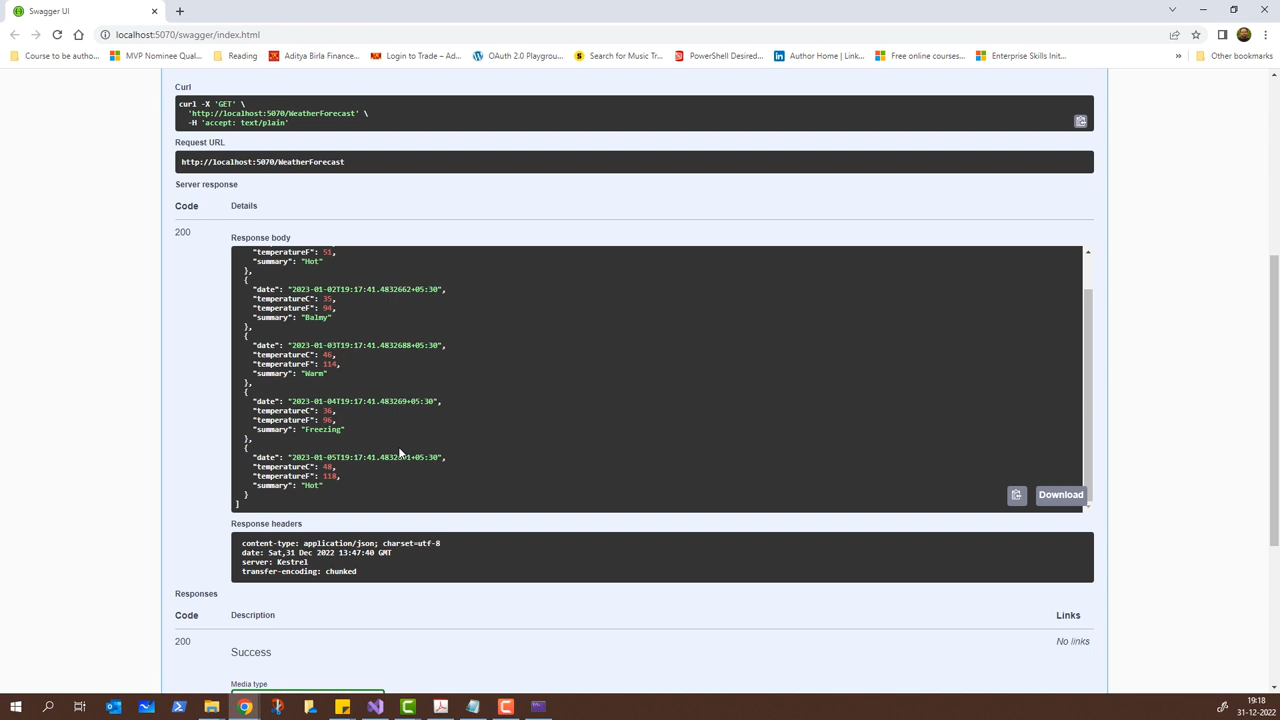 Swagger UI
localhost:5070/swagger/index.html
Course to be autho...
MVP Nominee Qual...
Reading
Aditya Birla Finance...
Login to Trade – Ad...
OAuth 2.0 Playgrou...
Search for Music Tr...
PowerShell Desired...
Author Home | Link...
Free online courses...
Enterprise Skills Init...
»
Other bookmarks
Curl
curl -X 'GET' \
'http://localhost:5070/WeatherForecast' \
-H 'accept: text/plain'
Request URL
http://localhost:5070/WeatherForecast
Server response
Code Details
200
Response body
"temperatureF": 51,
"summary": "Hot"
},
{
"date": "2023-01-02T19:17:41.4832662+05:30",
"temperatureC": 35,
"temperatureF": 94,
"summary": "Balmy"
},
{
"date": "2023-01-03T19:17:41.4832688+05:30",
"temperatureC": 46,
"temperatureF": 114,
"summary": "Warm"
},
{
"date": "2023-01-04T19:17:41.483269+05:30",
"temperatureC": 36,
"temperatureF": 96,
"summary": "Freezing"
},
{
"date":
"temperatureC": 48,
"temperatureF": 118,
"summary": "Hot"
}
]
Download
Response headers
content-type: application/json; charset=utf-8
date: Sat,31 Dec 2022 13:47:40 GMT
server: Kestrel
transfer-encoding: chunked
Responses
Code Description Links
200 Success No links
Media type
19:18
31-12-2022